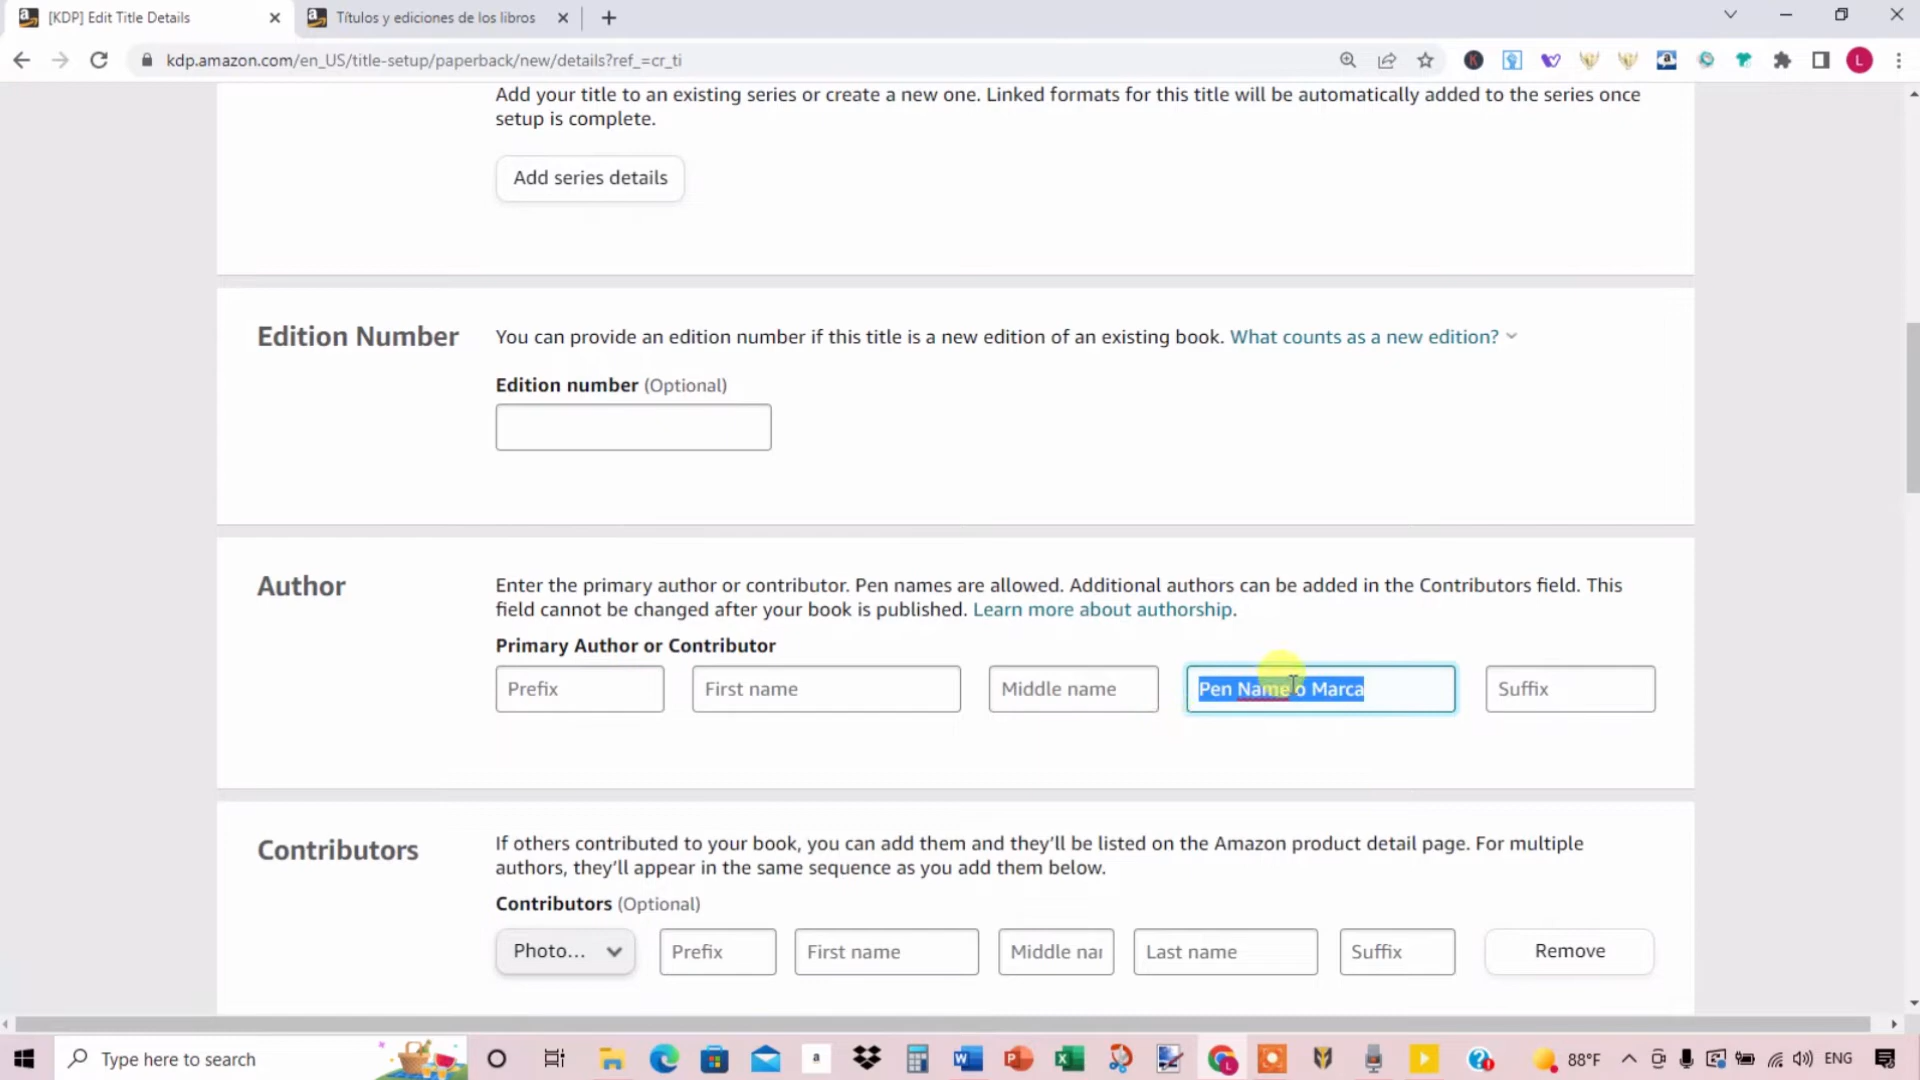 [KDP] Edit Title Details
Títulos y ediciones de los libros
kdp.amazon.com/en_US/title-setup/paperback/new/details?ref_=cr_ti
Add your title to an existing series or create a new one. Linked formats for this title will be automatically added to the series once
setup is complete.
Add series details
Edition Number
You can provide an edition number if this title is a new edition of an existing book. What counts as a new edition?
Edition number (Optional)
Author
Enter the primary author or contributor. Pen names are allowed. Additional authors can be added in the Contributors field. This
field cannot be changed after your book is published. Learn more about authorship.
Primary Author or Contributor
Prefix First name Middle name Pen Name o Marca Suffix
Contributors
If others contributed to your book, you can add them and they'll be listed on the Amazon product detail page. For multiple
authors, they'll appear in the same sequence as you add them below.
Contributors (Optional)
Photo... Prefix First name Middle nar Last name Suffix Remove
Type here to search
88°F ENG